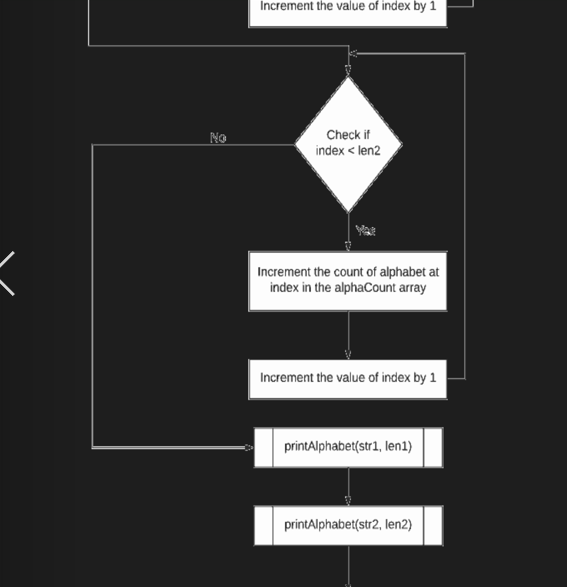 Increment the value of index by 1
Check if
index < len2
No
Yes
Increment the count of alphabet at
index in the alphaCount array
Increment the value of index by 1
printAlphabet(str1, len1)
printAlphabet(str2, len2)